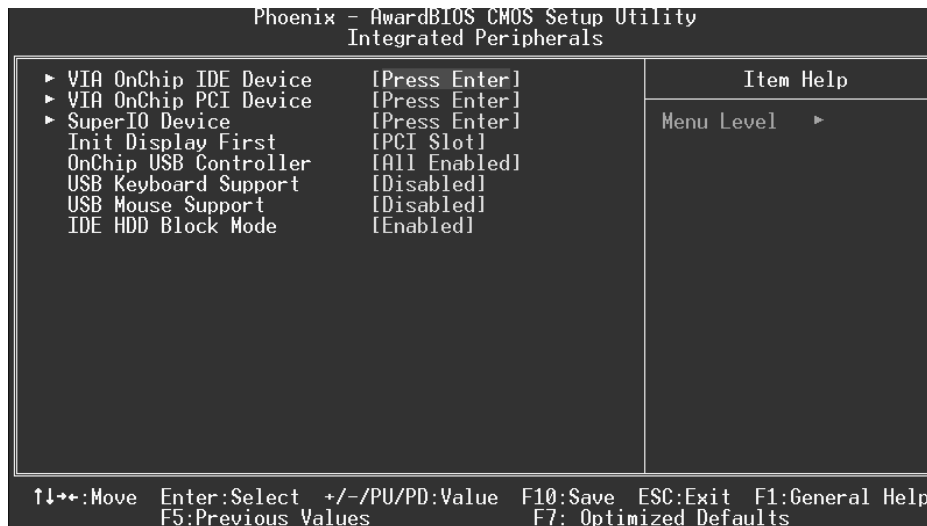 Phoenix - AwardBIOS CMOS Setup Utility
Integrated Peripherals
► VIA OnChip IDE Device [Press Enter]
► VIA OnChip PCI Device [Press Enter]
► SuperIO Device [Press Enter]
Init Display First [PCI Slot]
OnChip USB Controller [All Enabled]
USB Keyboard Support [Disabled]
USB Mouse Support [Disabled]
IDE HDD Block Mode [Enabled]
Item Help
Menu Level ►
↑↓→←:Move Enter:Select +/-/PU/PD:Value F10:Save ESC:Exit F1:General Help
F5:Previous Values F7: Optimized Defaults